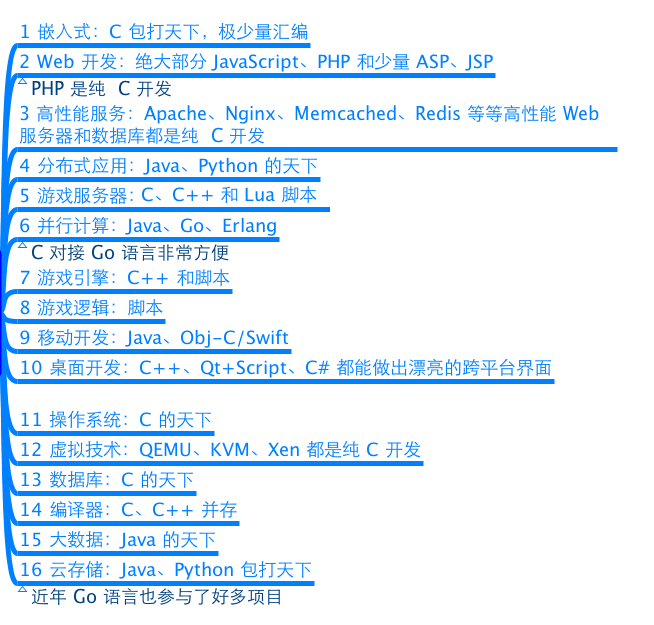 1 嵌入式：C 包打天下，极少量汇编
2 Web 开发：绝大部分 JavaScript、PHP 和少量 ASP、JSP
PHP 是纯 C 开发
3 高性能服务：Apache、Nginx、Memcached、Redis 等等高性能 Web
服务器和数据库都是纯 C 开发
4 分布式应用：Java、Python 的天下
5 游戏服务器：C、C++ 和 Lua 脚本
6 并行计算：Java、Go、Erlang
C 对接 Go 语言非常方便
7 游戏引擎：C++ 和脚本
8 游戏逻辑：脚本
9 移动开发：Java、Obj-C/Swift
10 桌面开发：C++、Qt+Script、C# 都能做出漂亮的跨平台界面
11 操作系统：C 的天下
12 虚拟技术：QEMU、KVM、Xen 都是纯 C 开发
13 数据库：C 的天下
14 编译器：C、C++ 并存
15 大数据：Java 的天下
16 云存储：Java、Python 包打天下
近年 Go 语言也参与了好多项目